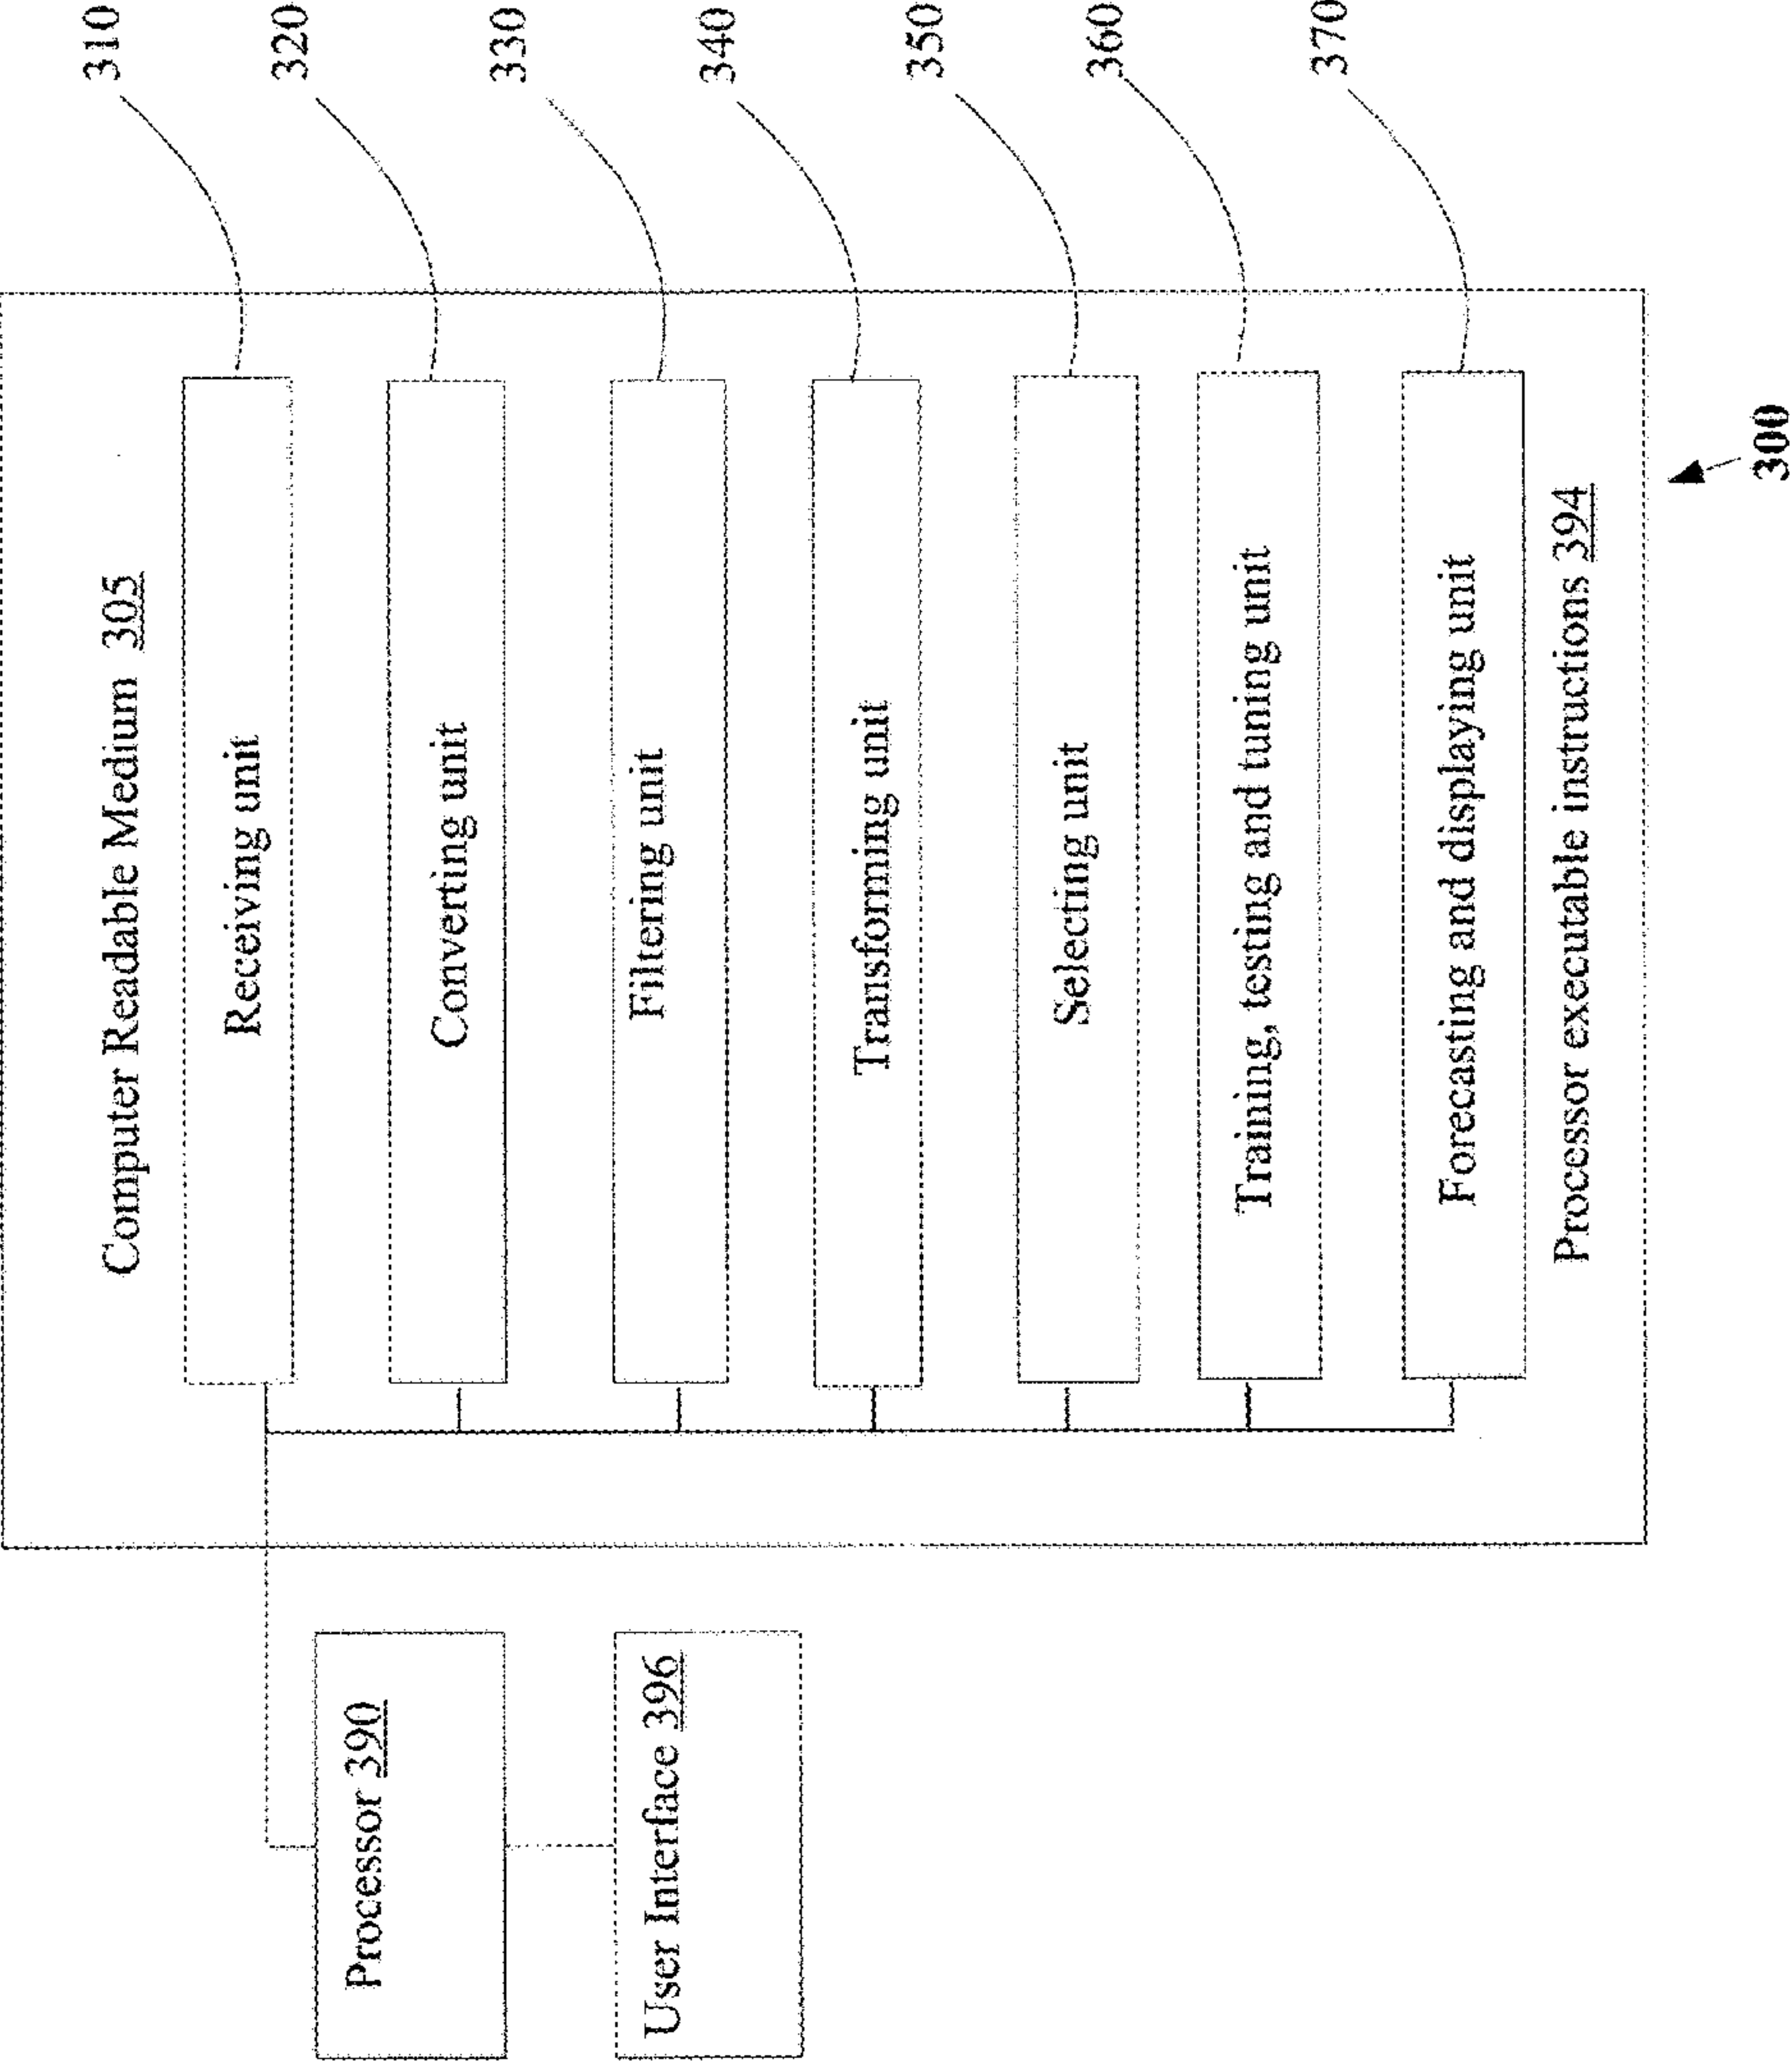 Computer Readable Medium 305
Receiving unit
310
Converting unit
320
Filtering unit
330
Transforming unit
340
Selecting unit
350
Training, testing and tuning unit
360
Forecasting and displaying unit
370
Processor executable instructions 394
Processor 390
User Interface 396
300